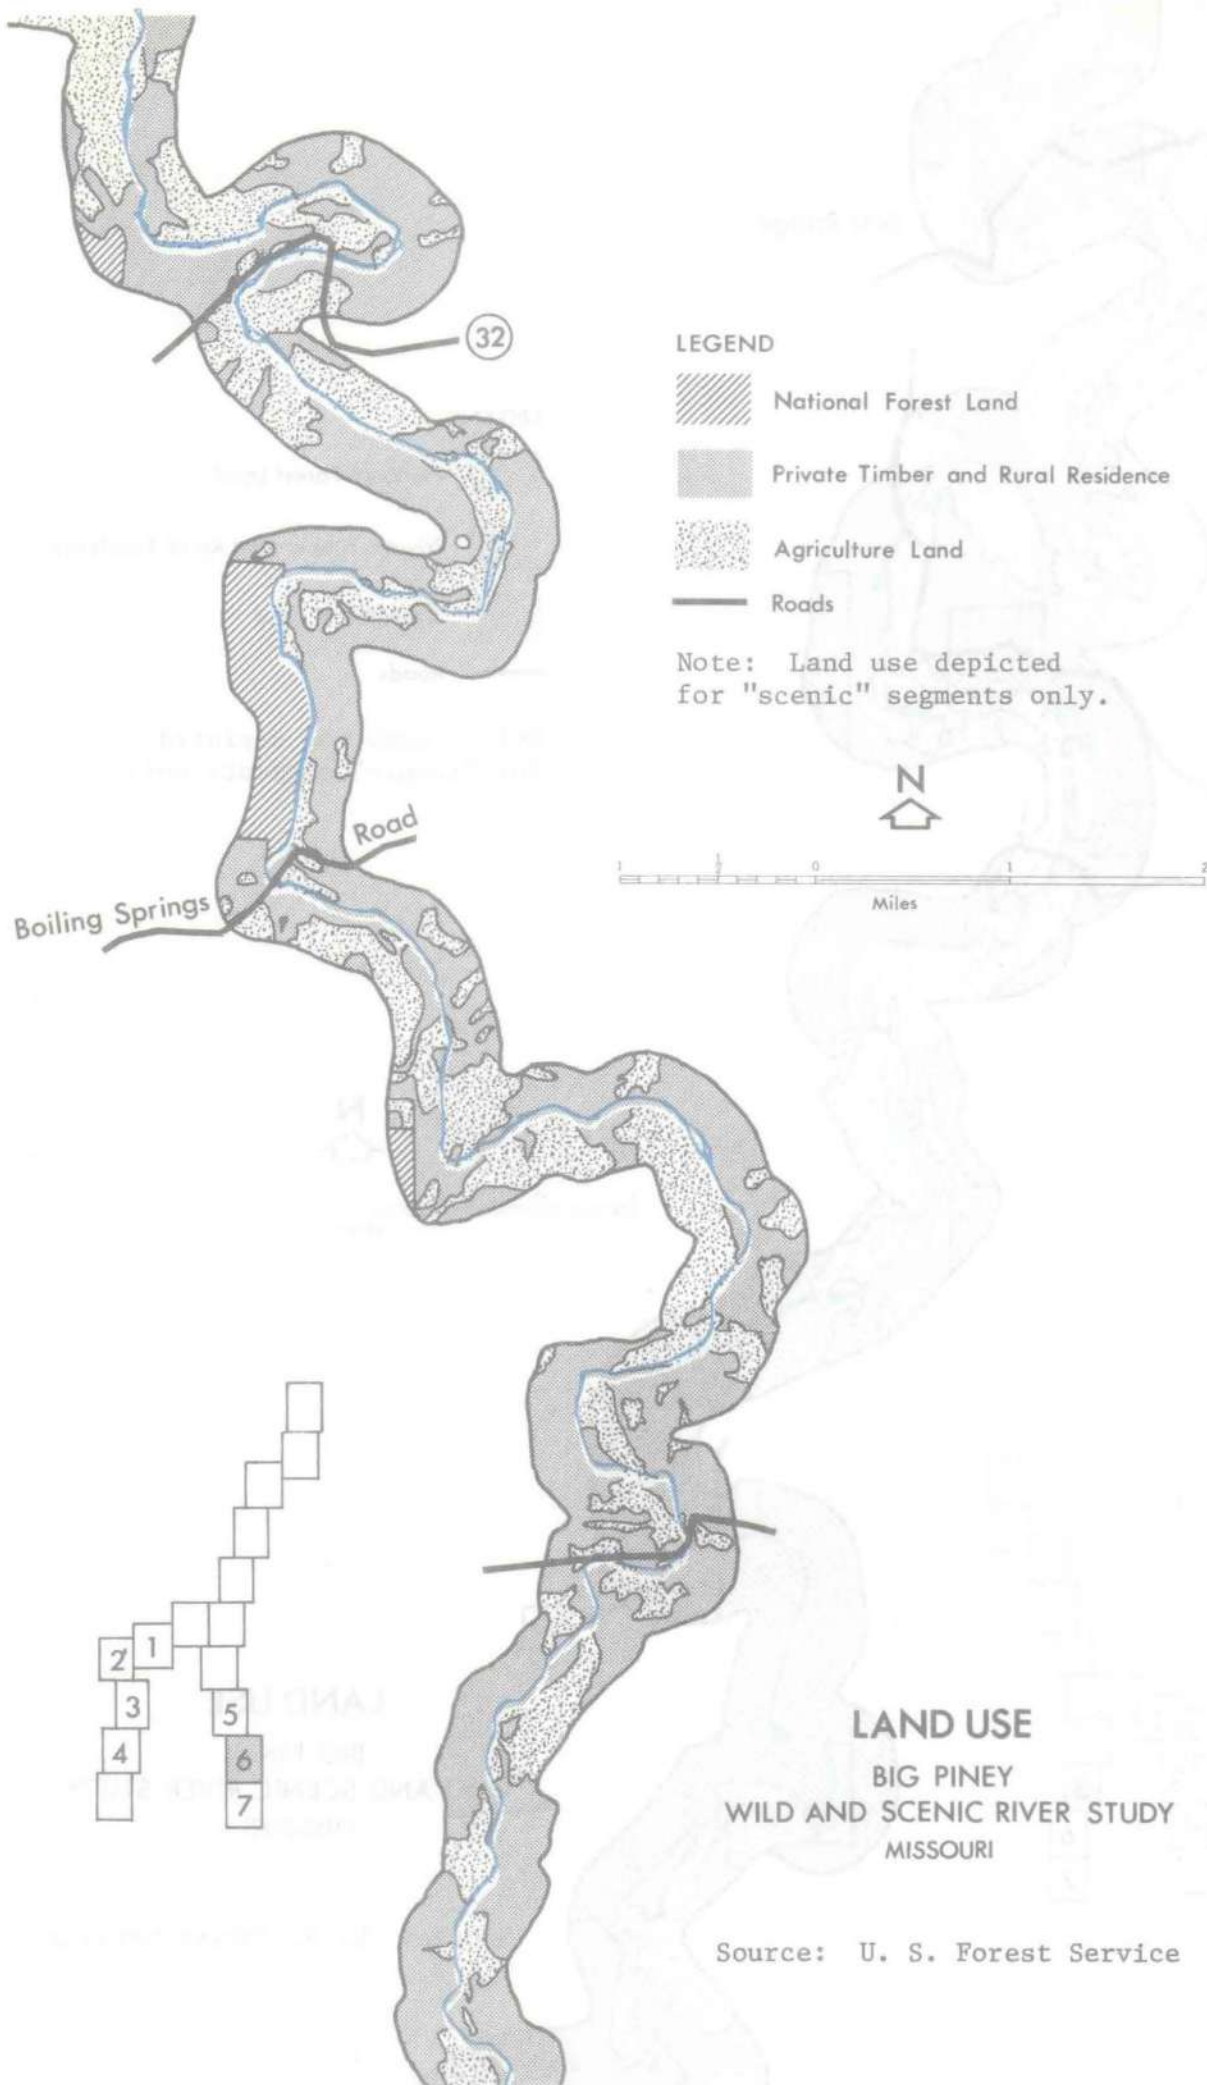 32
LEGEND
National Forest Land
Private Timber and Rural Residence
Agriculture Land
Roads
Note: Land use depicted
for "scenic" segments only.
N
1 1/2 0 1 2
Miles
Boiling Springs Road
1
2
3
4
5
6
7
LAND USE
BIG PINEY
WILD AND SCENIC RIVER STUDY
MISSOURI
Source: U. S. Forest Service